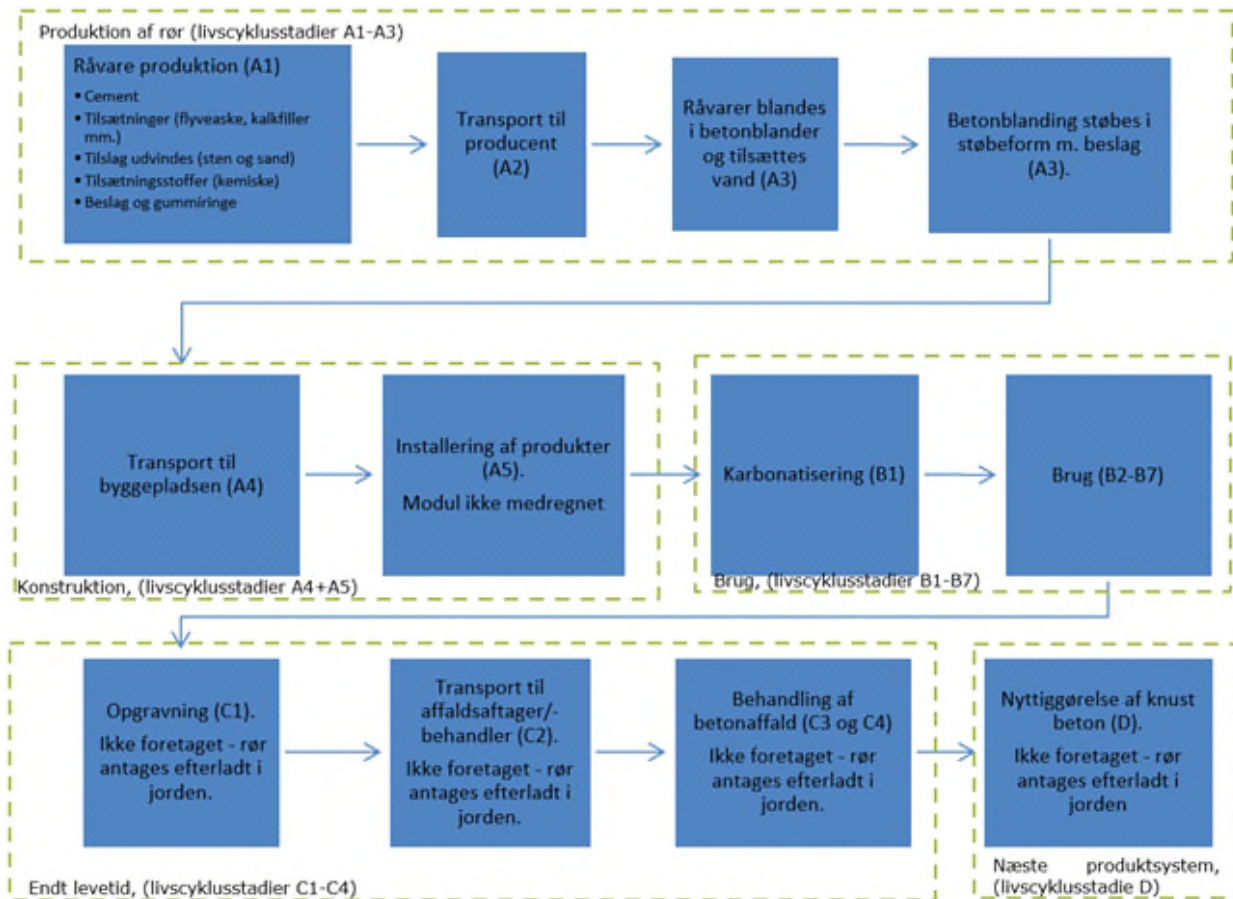 Produktion af rør (livscyklusstadier A1-A3)
Råvare produktion (A1)
▪ Cement
▪ Tilsætninger (flyveaske, kalkfiller
mm.)
▪ Tilslag udvindes (sten og sand)
▪ Tilsætningsstoffer (kemiske)
▪ Beslag og gummiringe
Transport til
producent
(A2)
Råvarer blandes
i betonblander
og tilsættes
vand (A3)
Betonblanding støbes i
støbeform m. beslag
(A3).
Transport til
byggepladsen (A4)
Installering af produkter
(A5).
Modul ikke medregnet
Konstruktion, (livscyklusstadier A4+A5)
Karbonatisering (B1)
Brug (B2-B7)
Brug, (livscyklusstadier B1-B7)
Opgravning (C1).
Ikke foretaget - rør
antages efterladt i
jorden.
Transport til
affaldsaftager/-
behandler (C2).
Ikke foretaget - rør
antages efterladt i
jorden.
Behandling af
betonaffald (C3 og C4)
Ikke foretaget - rør
antages efterladt i
jorden.
Endt levetid, (livscyklusstadier C1-C4)
Nyttiggørelse af knust
beton (D).
Ikke foretaget - rør
antages efterladt i
jorden
Næste produktsystem,
(livscyklusstadie D)